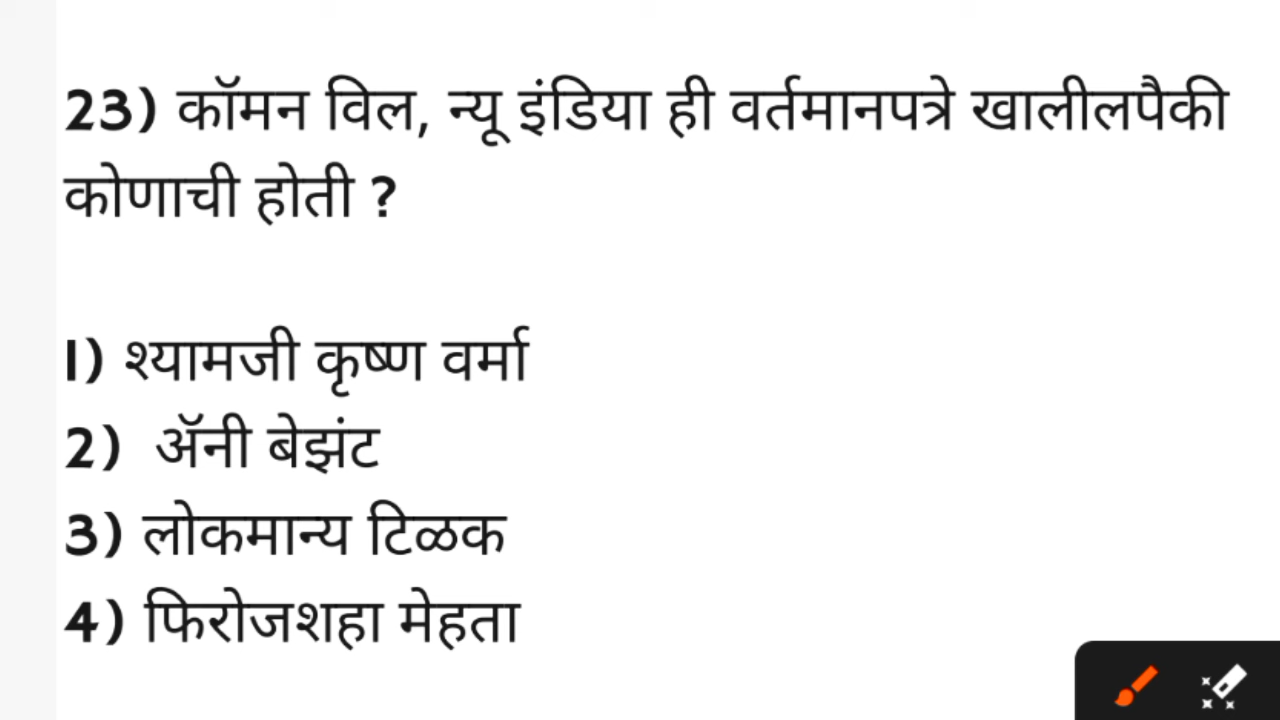 23) कॉमन विल, न्यू इंडिया ही वर्तमानपत्रे खालीलपैकी
कोणाची होती ?
1) श्यामजी कृष्ण वर्मा
2) ॲनी बेझंट
3) लोकमान्य टिळक
4) फिरोजशहा मेहता